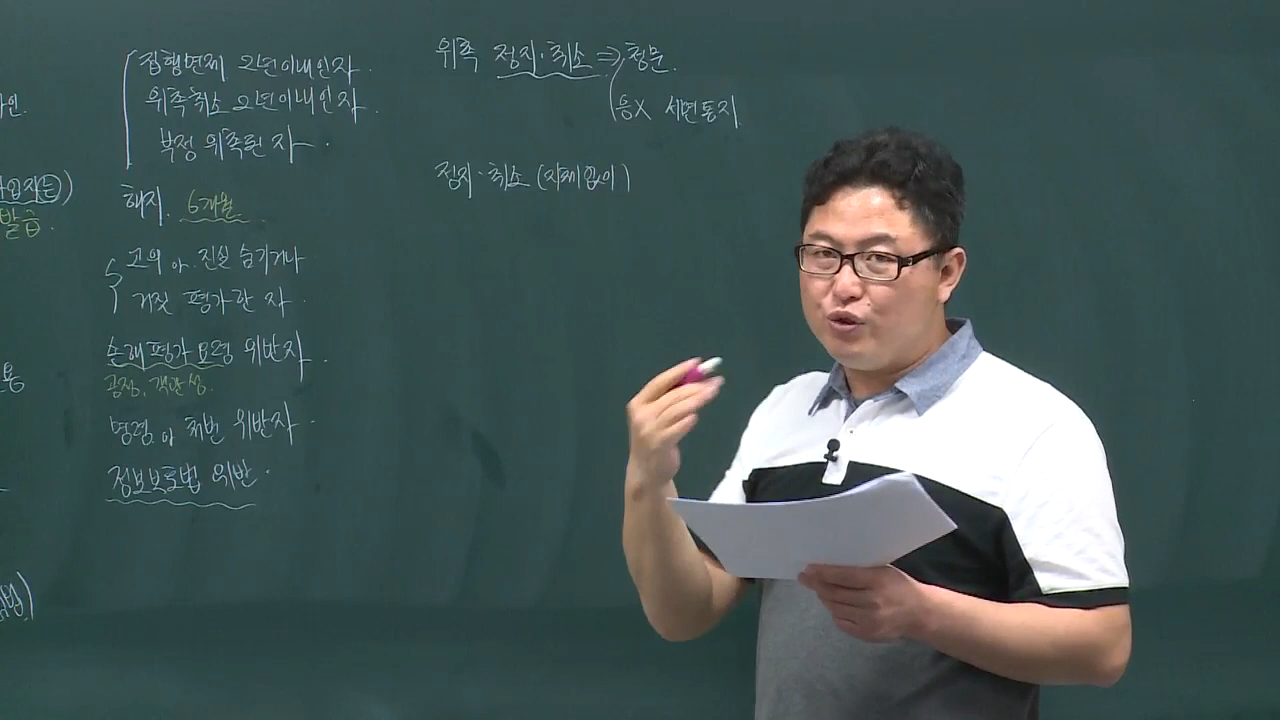 인.
집행면제 2년이내인자.
위촉취소 2년이내인자.
부정 위촉된 자.
해지. 6개월
발급.
고의 or 진실 숨기거나
거짓 평가한 자.
손해평가 요령 위반자.
공정, 객관성.
명령 or 처분 위반자.
정보보호법 위반.
위촉 정지·취소 ⇒ 청문.
응X 서면통지
정지·취소 (지체없이)